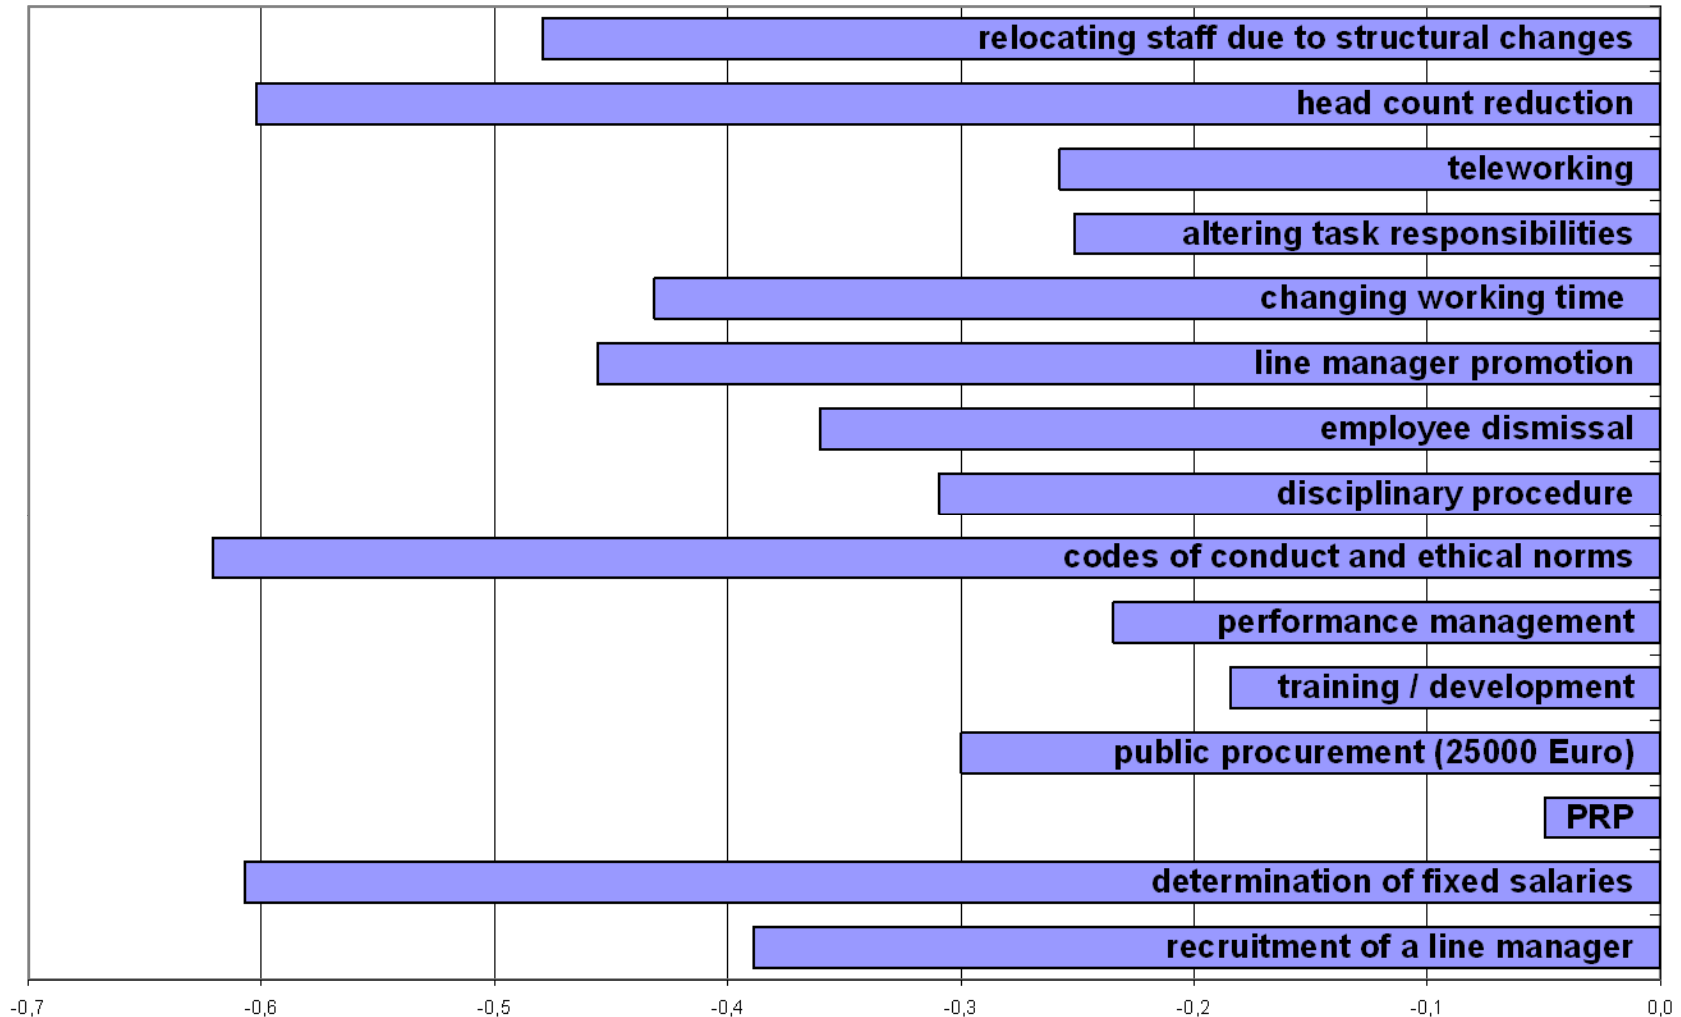 relocating staff due to structural changes
head count reduction
teleworking
altering task responsibilities
changing working time
line manager promotion
employee dismissal
disciplinary procedure
codes of conduct and ethical norms
performance management
training / development
public procurement (25000 Euro)
PRP
determination of fixed salaries
recruitment of a line manager
-0,7 -0,6 -0,5 -0,4 -0,3 -0,2 -0,1 0,0